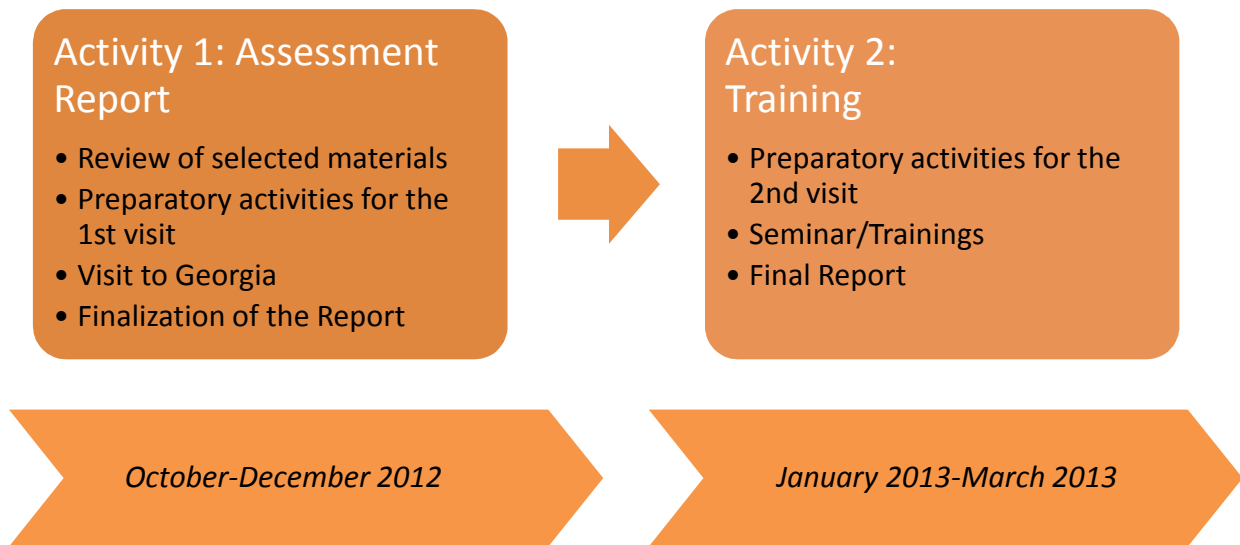 Activity 1: Assessment
Report
• Review of selected materials
• Preparatory activities for the
1st visit
• Visit to Georgia
• Finalization of the Report
Activity 2:
Training
• Preparatory activities for the
2nd visit
• Seminar/Trainings
• Final Report
October-December 2012
January 2013-March 2013